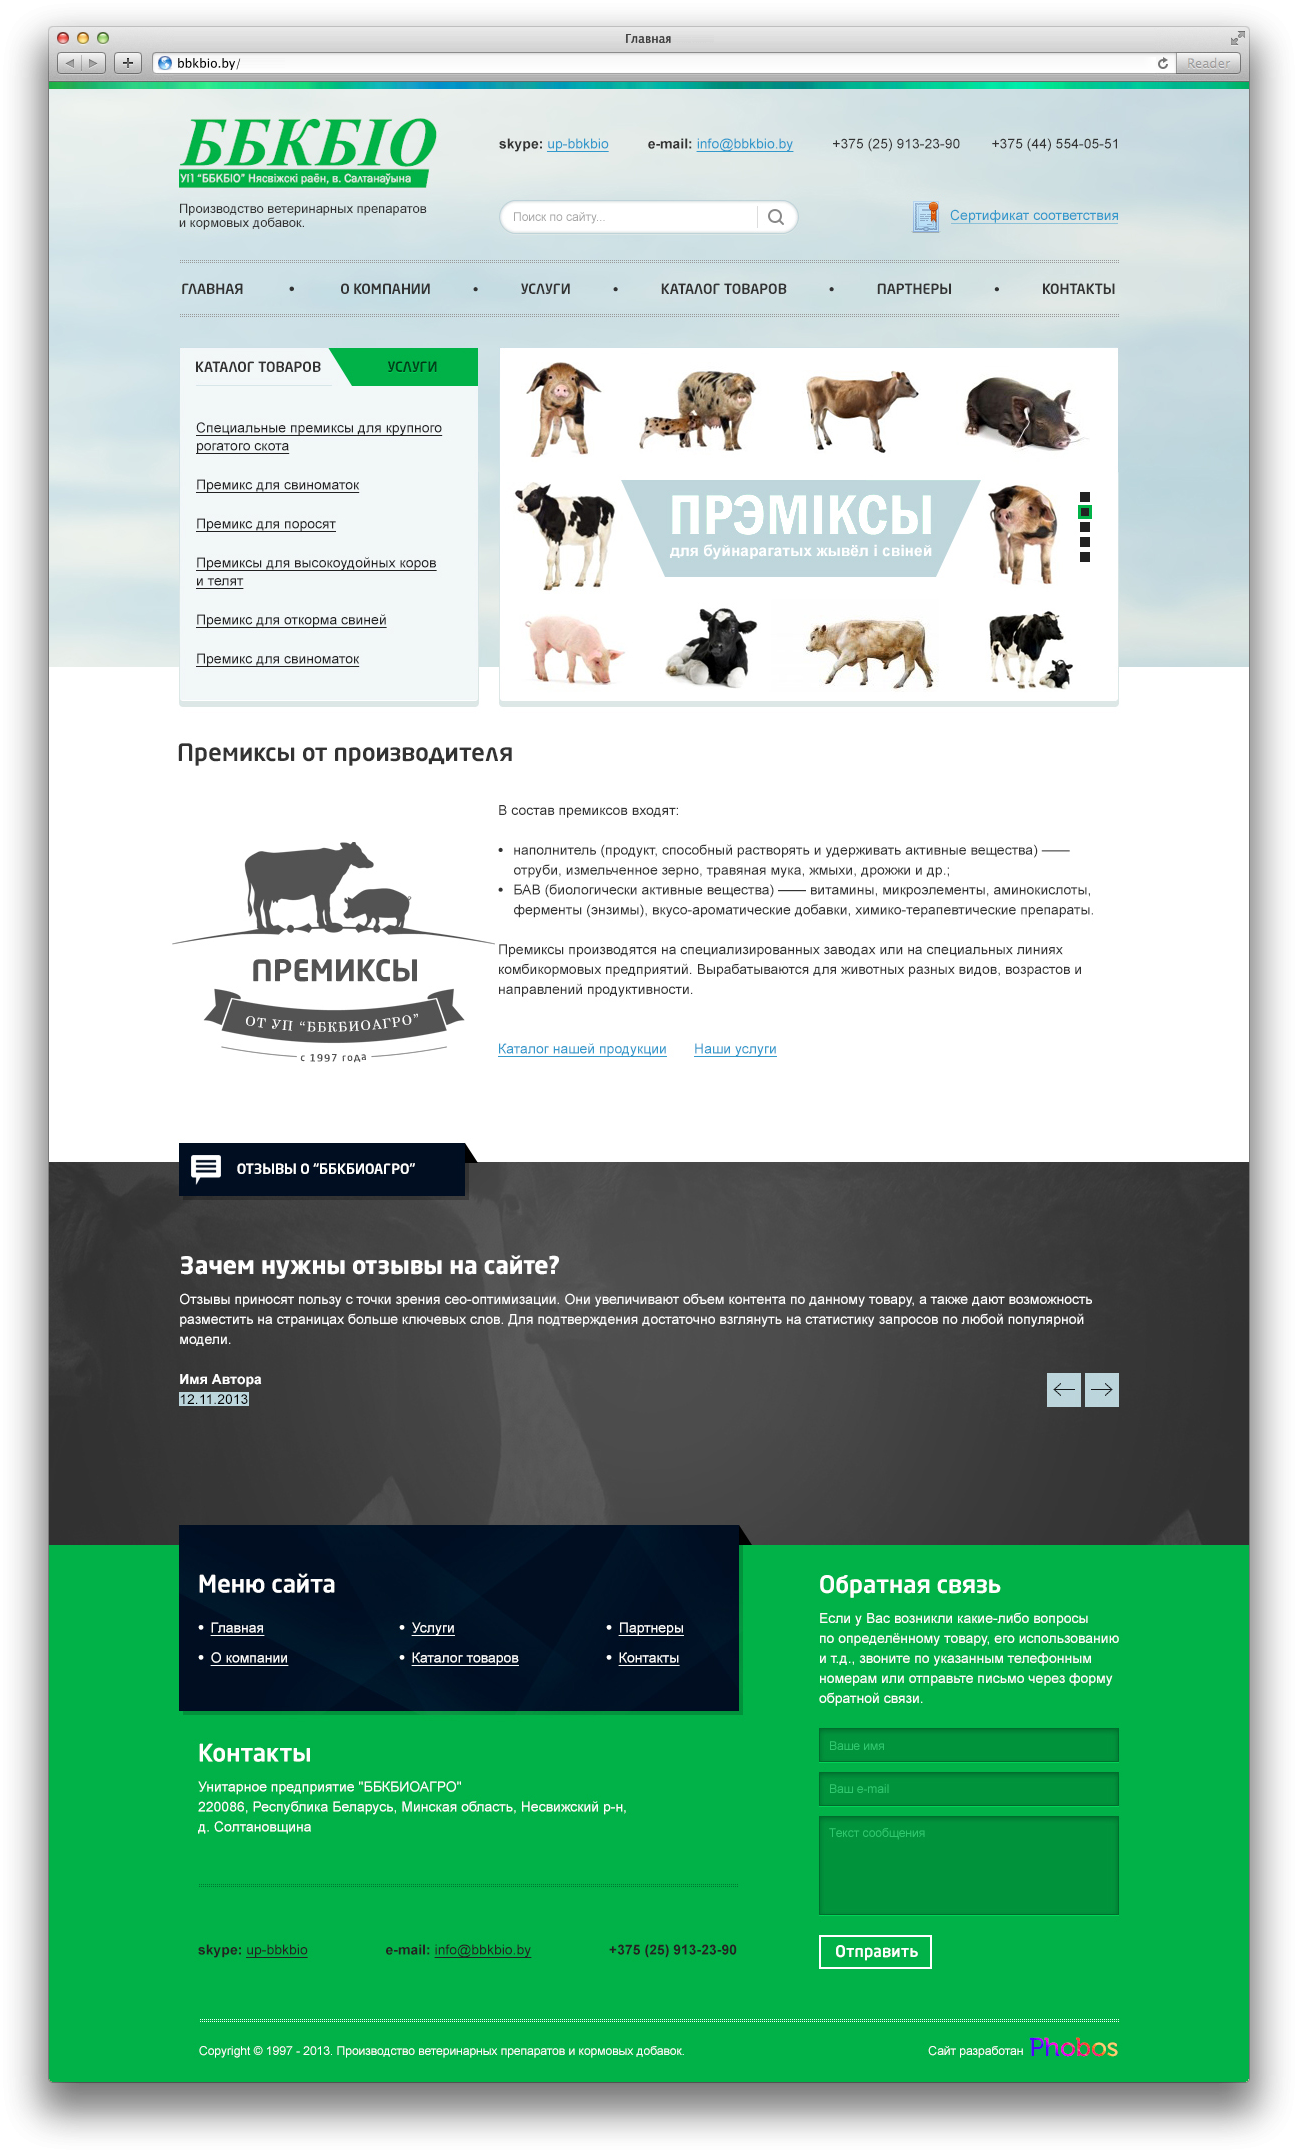 Главная
bbkbio.by/
Reader
ББКБІО
УП "ББКБІО" Нясвіжскі раён, в. Салтанаўына
Производство ветеринарных препаратов
и кормовых добавок.
skype: up-bbkbio
e-mail: info@bbkbio.by
+375 (25) 913-23-90
+375 (44) 554-05-51
Поиск по сайту...
Сертификат соответствия
ГЛАВНАЯ • О КОМПАНИИ • УСЛУГИ • КАТАЛОГ ТОВАРОВ • ПАРТНЕРЫ • КОНТАКТЫ
КАТАЛОГ ТОВАРОВ
УСЛУГИ
Специальные премиксы для крупного
рогатого скота
Премикс для свиноматок
Премикс для поросят
Премиксы для высокоудойных коров
и телят
Премикс для откорма свиней
Премикс для свиноматок
ПРЭМІКСЫ
для буйнарагатых жывёл і свіней
Премиксы от производителя
ПРЕМИКСЫ
ОТ УП “ББКБИОАГРО”
с 1997 года
В состав премиксов входят:
• наполнитель (продукт, способный растворять и удерживать активные вещества) ——
отруби, измельченное зерно, травяная мука, жмыхи, дрожжи и др.;
• БАВ (биологически активные вещества) —— витамины, микроэлементы, аминокислоты,
ферменты (энзимы), вкусо-ароматические добавки, химико-терапевтические препараты.
Премиксы производятся на специализированных заводах или на специальных линиях
комбикормовых предприятий. Вырабатываются для животных разных видов, возрастов и
направлений продуктивности.
Каталог нашей продукции
Наши услуги
ОТЗЫВЫ О “ББКБИОАГРО”
Зачем нужны отзывы на сайте?
Отзывы приносят пользу с точки зрения сео-оптимизации. Они увеличивают объем контента по данному товару, а также дают возможность
разместить на страницах больше ключевых слов. Для подтверждения достаточно взглянуть на статистику запросов по любой популярной
модели.
Имя Автора
12.11.2013
Меню сайта
• Главная
• Услуги
• Партнеры
• О компании
• Каталог товаров
• Контакты
Контакты
Унитарное предприятие "ББКБИОАГРО"
220086, Республика Беларусь, Минская область, Несвижский р-н,
д. Солтановщина
skype: up-bbkbio
e-mail: info@bbkbio.by
+375 (25) 913-23-90
Обратная связь
Если у Вас возникли какие-либо вопросы
по определённому товару, его использованию
и т.д., звоните по указанным телефонным
номерам или отправьте письмо через форму
обратной связи.
Ваше имя
Ваш e-mail
Текст сообщения
Отправить
Copyright © 1997 - 2013. Производство ветеринарных препаратов и кормовых добавок.
Сайт разработан Phobos